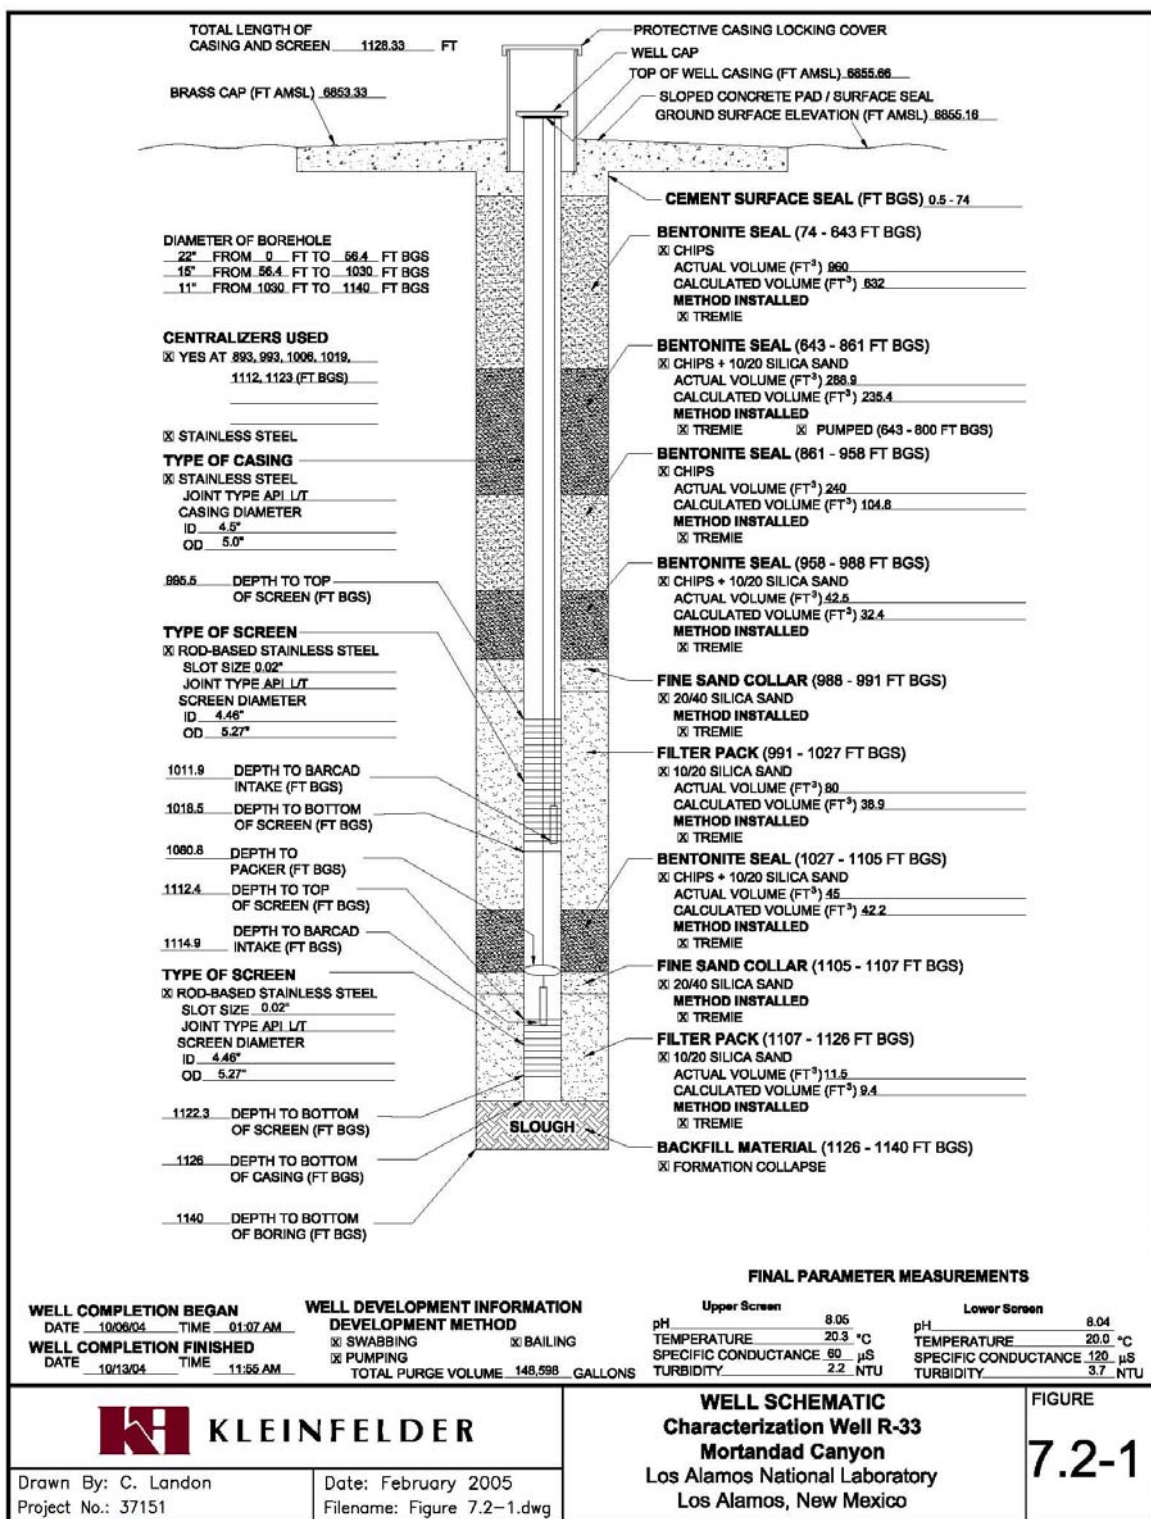 TOTAL LENGTH OF
CASING AND SCREEN 1128.33 FT
BRASS CAP (FT AMSL) 6853.33
PROTECTIVE CASING LOCKING COVER
WELL CAP
TOP OF WELL CASING (FT AMSL) 6855.66
SLOPED CONCRETE PAD / SURFACE SEAL
GROUND SURFACE ELEVATION (FT AMSL) 6855.16
DIAMETER OF BOREHOLE
22" FROM 0 FT TO 56.4 FT BGS
15" FROM 56.4 FT TO 1030 FT BGS
11" FROM 1030 FT TO 1140 FT BGS
CENTRALIZERS USED
☒ YES AT 893, 993, 1006, 1019,
1112, 1123 (FT BGS)
☒ STAINLESS STEEL
TYPE OF CASING
☒ STAINLESS STEEL
JOINT TYPE API L/T
CASING DIAMETER
ID 4.5"
OD 5.0"
995.5 DEPTH TO TOP
OF SCREEN (FT BGS)
TYPE OF SCREEN
☒ ROD-BASED STAINLESS STEEL
SLOT SIZE 0.02"
JOINT TYPE API L/T
SCREEN DIAMETER
ID 4.46"
OD 5.27"
1011.9 DEPTH TO BARCAD
INTAKE (FT BGS)
1018.5 DEPTH TO BOTTOM
OF SCREEN (FT BGS)
1060.8 DEPTH TO
PACKER (FT BGS)
1112.4 DEPTH TO TOP
OF SCREEN (FT BGS)
DEPTH TO BARCAD
1114.9 INTAKE (FT BGS)
TYPE OF SCREEN
☒ ROD-BASED STAINLESS STEEL
SLOT SIZE 0.02"
JOINT TYPE API L/T
SCREEN DIAMETER
ID 4.46"
OD 5.27"
1122.3 DEPTH TO BOTTOM
OF SCREEN (FT BGS)
1126 DEPTH TO BOTTOM
OF CASING (FT BGS)
1140 DEPTH TO BOTTOM
OF BORING (FT BGS)
CEMENT SURFACE SEAL (FT BGS) 0.5 - 74
BENTONITE SEAL (74 - 643 FT BGS)
☒ CHIPS
ACTUAL VOLUME (FT³) 960
CALCULATED VOLUME (FT³) 632
METHOD INSTALLED
☒ TREMIE
BENTONITE SEAL (643 - 861 FT BGS)
☒ CHIPS + 10/20 SILICA SAND
ACTUAL VOLUME (FT³) 288.9
CALCULATED VOLUME (FT³) 235.4
METHOD INSTALLED
☒ TREMIE ☒ PUMPED (643 - 800 FT BGS)
BENTONITE SEAL (861 - 958 FT BGS)
☒ CHIPS
ACTUAL VOLUME (FT³) 240
CALCULATED VOLUME (FT³) 104.8
METHOD INSTALLED
☒ TREMIE
BENTONITE SEAL (958 - 988 FT BGS)
☒ CHIPS + 10/20 SILICA SAND
ACTUAL VOLUME (FT³) 42.5
CALCULATED VOLUME (FT³) 32.4
METHOD INSTALLED
☒ TREMIE
FINE SAND COLLAR (988 - 991 FT BGS)
☒ 20/40 SILICA SAND
METHOD INSTALLED
☒ TREMIE
FILTER PACK (991 - 1027 FT BGS)
☒ 10/20 SILICA SAND
ACTUAL VOLUME (FT³) 80
CALCULATED VOLUME (FT³) 38.9
METHOD INSTALLED
☒ TREMIE
BENTONITE SEAL (1027 - 1105 FT BGS)
☒ CHIPS + 10/20 SILICA SAND
ACTUAL VOLUME (FT³) 45
CALCULATED VOLUME (FT³) 42.2
METHOD INSTALLED
☒ TREMIE
FINE SAND COLLAR (1105 - 1107 FT BGS)
☒ 20/40 SILICA SAND
METHOD INSTALLED
☒ TREMIE
FILTER PACK (1107 - 1126 FT BGS)
☒ 10/20 SILICA SAND
ACTUAL VOLUME (FT³) 11.5
CALCULATED VOLUME (FT³) 9.4
METHOD INSTALLED
☒ TREMIE
SLOUGH
BACKFILL MATERIAL (1126 - 1140 FT BGS)
☒ FORMATION COLLAPSE
WELL COMPLETION BEGAN
DATE 10/06/04 TIME 01:07 AM
WELL COMPLETION FINISHED
DATE 10/13/04 TIME 11:55 AM
WELL DEVELOPMENT INFORMATION
DEVELOPMENT METHOD
☒ SWABBING ☒ BAILING
☒ PUMPING
TOTAL PURGE VOLUME 148,598 GALLONS
FINAL PARAMETER MEASUREMENTS
Upper Screen
pH 8.05
TEMPERATURE 20.3 °C
SPECIFIC CONDUCTANCE 60 µS
TURBIDITY 2.2 NTU
Lower Screen
pH 8.04
TEMPERATURE 20.0 °C
SPECIFIC CONDUCTANCE 120 µS
TURBIDITY 3.7 NTU
KLEINFELDER
Drawn By: C. Landon
Project No.: 37151
Date: February 2005
Filename: Figure 7.2-1.dwg
WELL SCHEMATIC
Characterization Well R-33
Mortandad Canyon
Los Alamos National Laboratory
Los Alamos, New Mexico
FIGURE
7.2-1